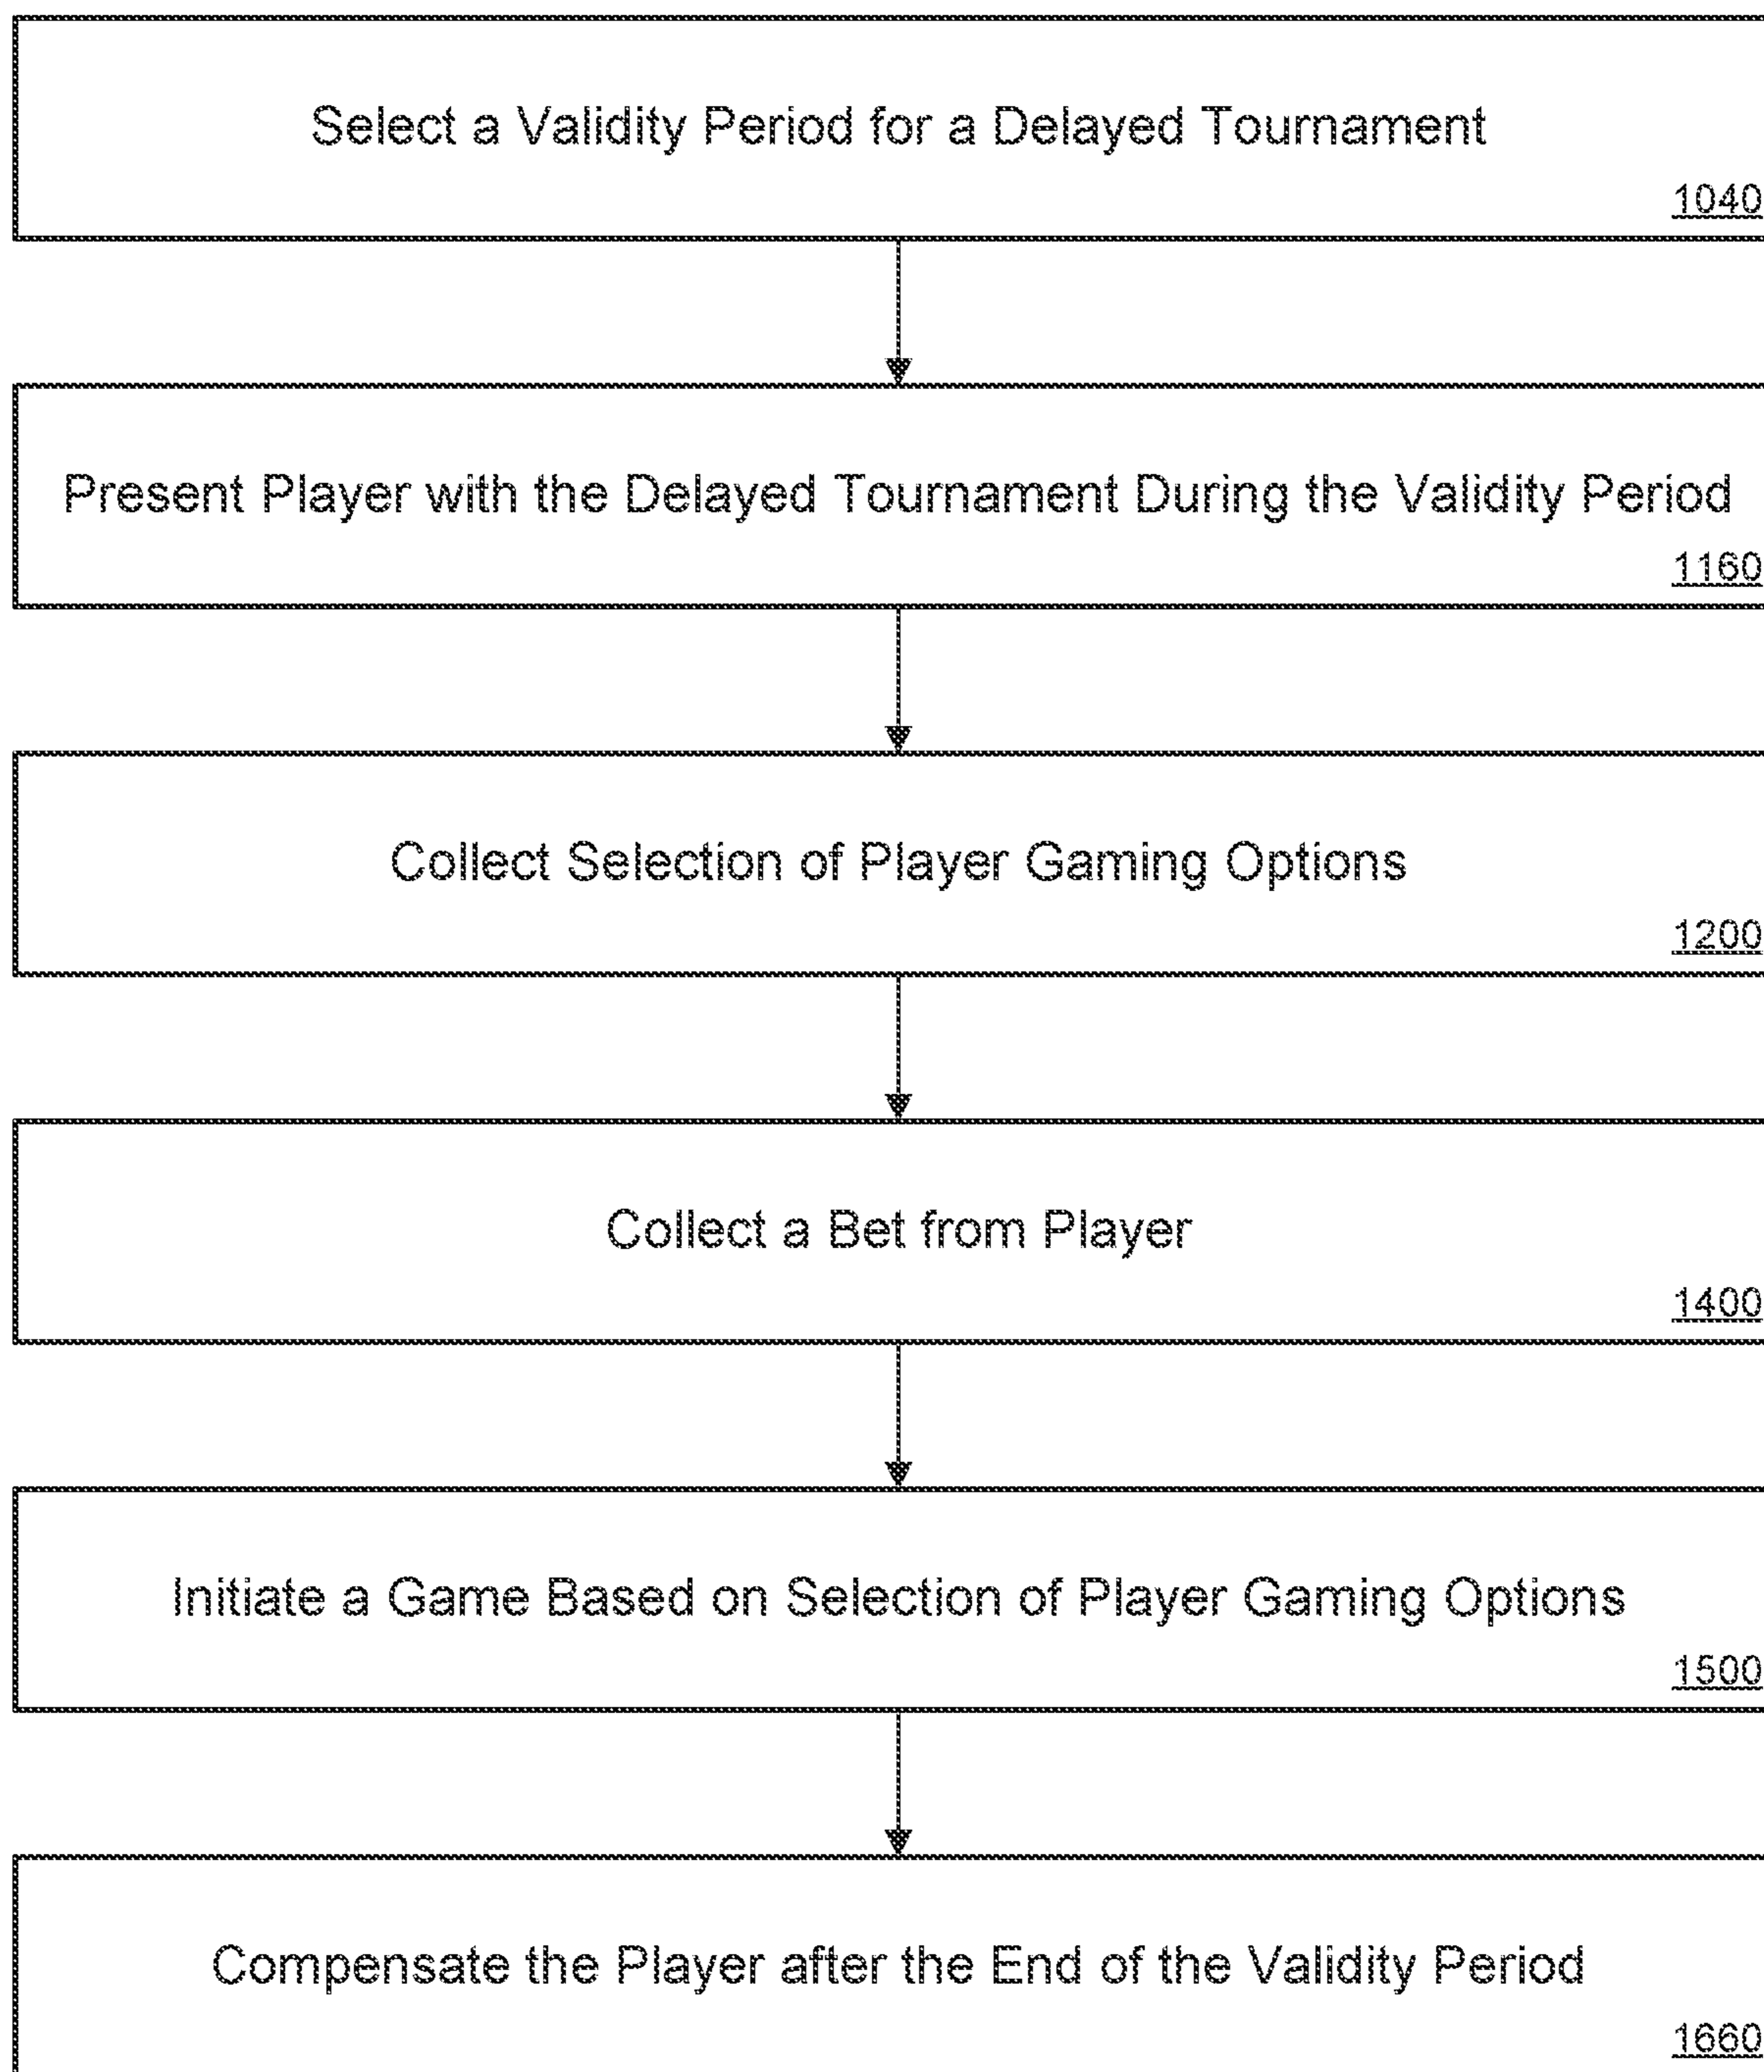 Select a Validity Period for a Delayed Tournament
1040
Present Player with the Delayed Tournament During the Validity Period
1160
Collect Selection of Player Gaming Options
1200
Collect a Bet from Player
1400
Initiate a Game Based on Selection of Player Gaming Options
1500
Compensate the Player after the End of the Validity Period
1660